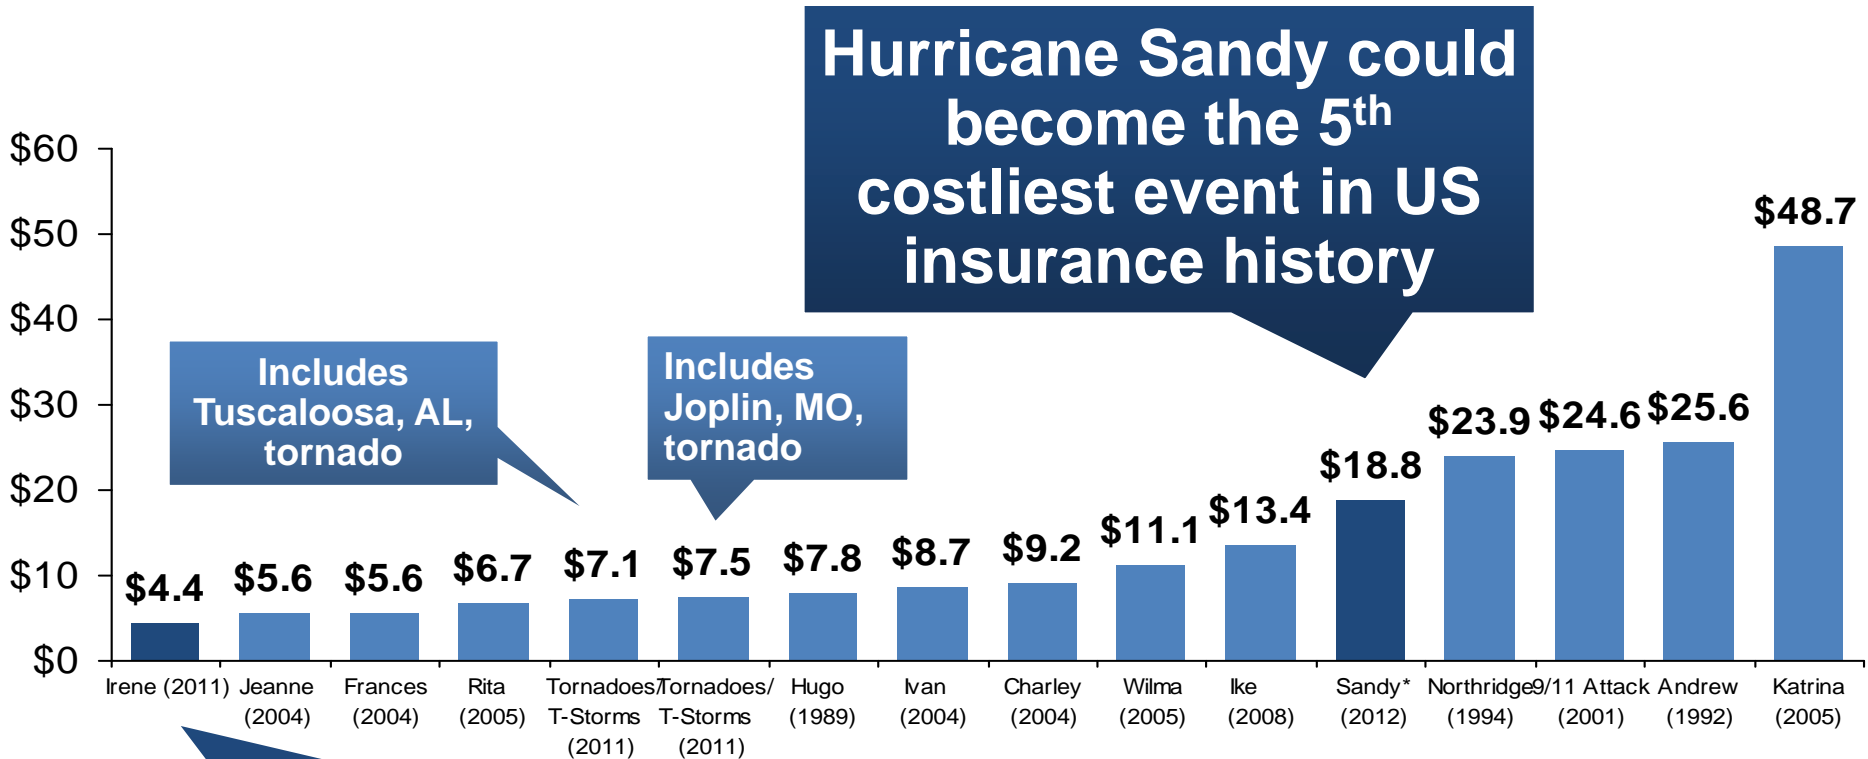 Hurricane Sandy could
become the 5th
costliest event in US
insurance history
$60
$50
$40
$30
$20
$10
$0
Includes
Tuscaloosa, AL,
tornado
Includes
Joplin, MO,
tornado
$4.4
$5.6
$5.6
$6.7
$7.1
$7.5
$7.8
$8.7
$9.2
$11.1
$13.4
$18.8
$23.9
$24.6
$25.6
$48.7
Irene (2011)
Jeanne
(2004)
Frances
(2004)
Rita
(2005)
Tornadoes/
T-Storms
(2011)
Tornadoes/
T-Storms
(2011)
Hugo
(1989)
Ivan
(2004)
Charley
(2004)
Wilma
(2005)
Ike
(2008)
Sandy*
(2012)
Northridge
(1994)
9/11 Attack
(2001)
Andrew
(1992)
Katrina
(2005)